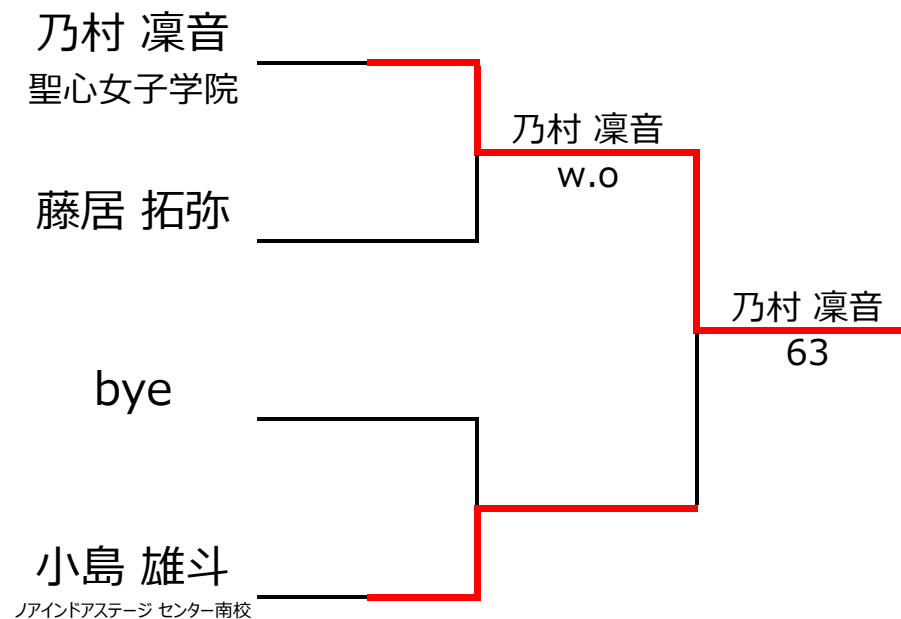 乃村 凜音
聖心女子学院
乃村 凜音
w.o
藤居 拓弥
乃村 凜音
63
bye
小島 雄斗
ノアインドアステージ センター南校